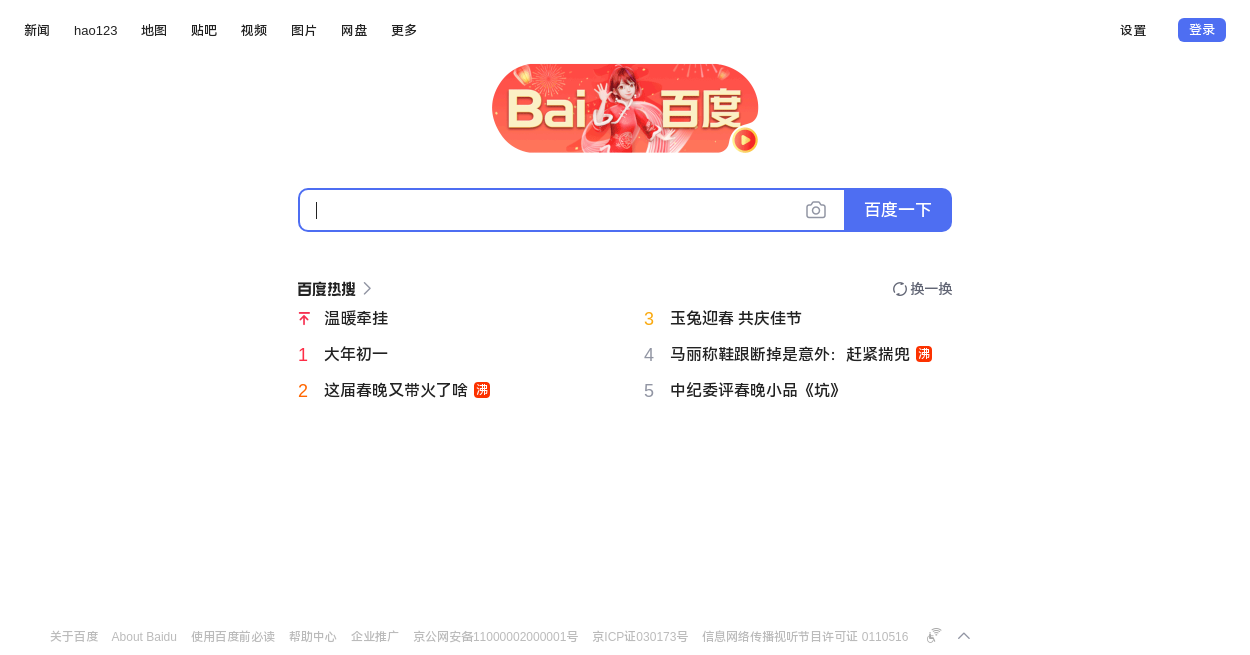 新闻 hao123 地图 贴吧 视频 图片 网盘 更多 设置 登录
Bai 百度
百度一下
百度热搜 换一换
温暖牵挂
1 大年初一
2 这届春晚又带火了啥 沸
3 玉兔迎春 共庆佳节
4 马丽称鞋跟断掉是意外：赶紧揣兜 沸
5 中纪委评春晚小品《坑》
关于百度 About Baidu 使用百度前必读 帮助中心 企业推广 京公网安备11000002000001号 京ICP证030173号 信息网络传播视听节目许可证 0110516